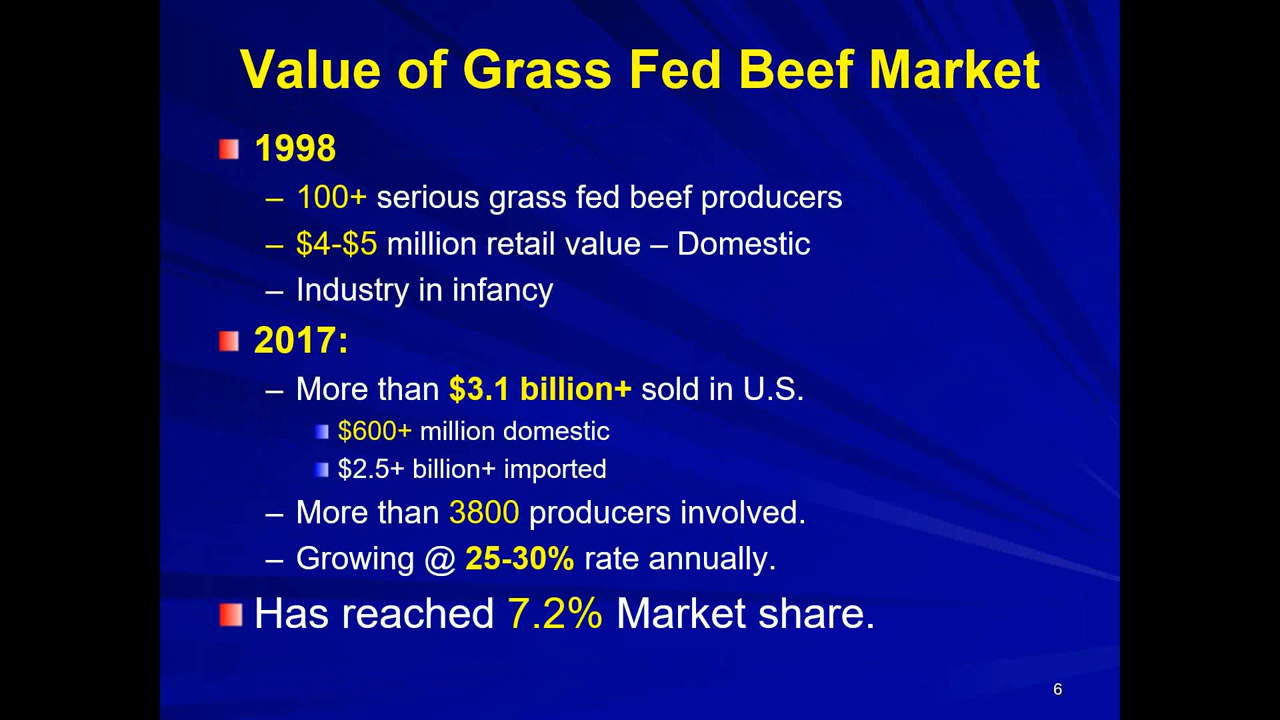 Value of Grass Fed Beef Market
1998
– 100+ serious grass fed beef producers
– $4-$5 million retail value – Domestic
– Industry in infancy
2017:
– More than $3.1 billion+ sold in U.S.
$600+ million domestic
$2.5+ billion+ imported
– More than 3800 producers involved.
– Growing @ 25-30% rate annually.
Has reached 7.2% Market share.
6